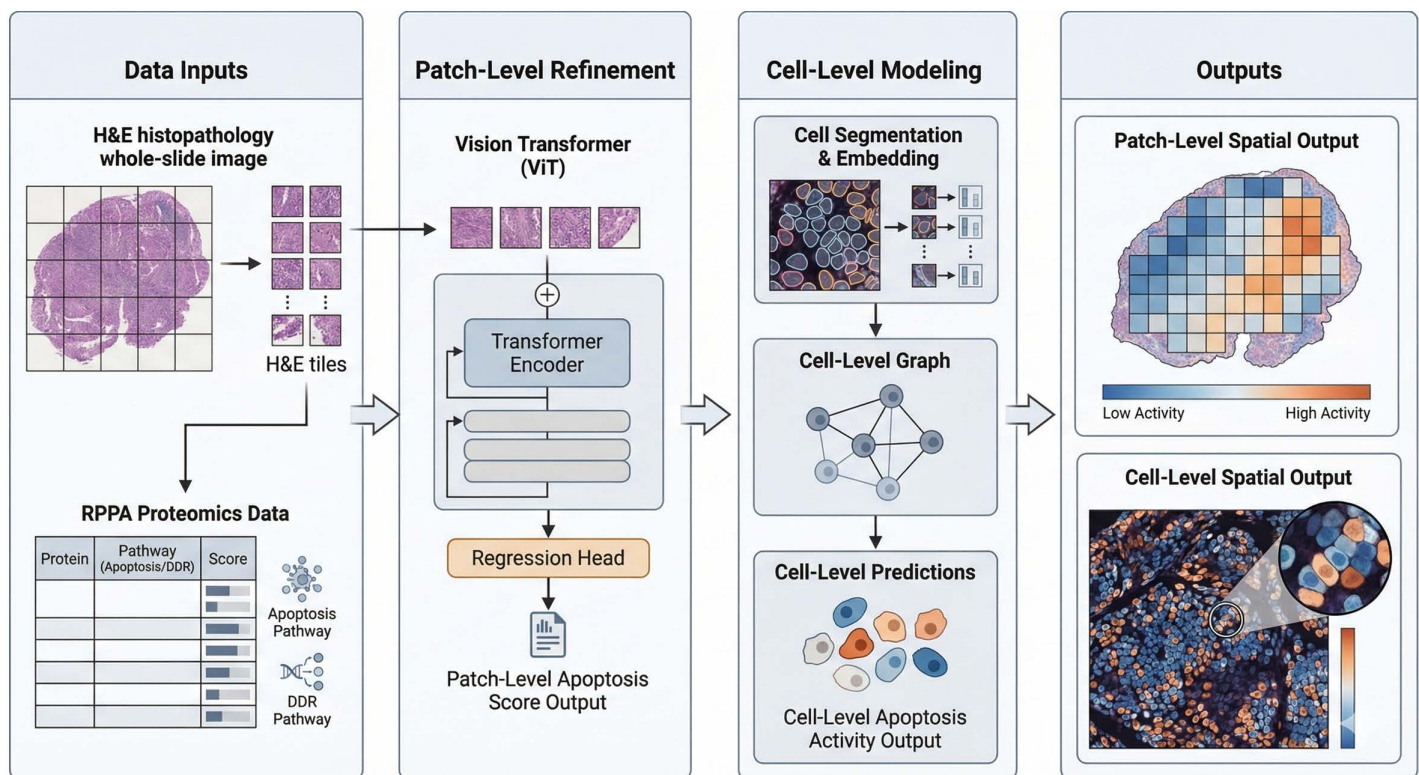 Data Inputs
H&E histopathology
whole-slide image
H&E tiles
RPPA Proteomics Data
Protein
Pathway
(Apoptosis/DDR)
Score
Apoptosis
Pathway
DDR
Pathway
Patch-Level Refinement
Vision Transformer
(ViT)
Transformer
Encoder
Regression Head
Patch-Level Apoptosis
Score Output
Cell-Level Modeling
Cell Segmentation
& Embedding
Cell-Level Graph
Cell-Level Predictions
Cell-Level Apoptosis
Activity Output
Outputs
Patch-Level Spatial Output
Low Activity
High Activity
Cell-Level Spatial Output